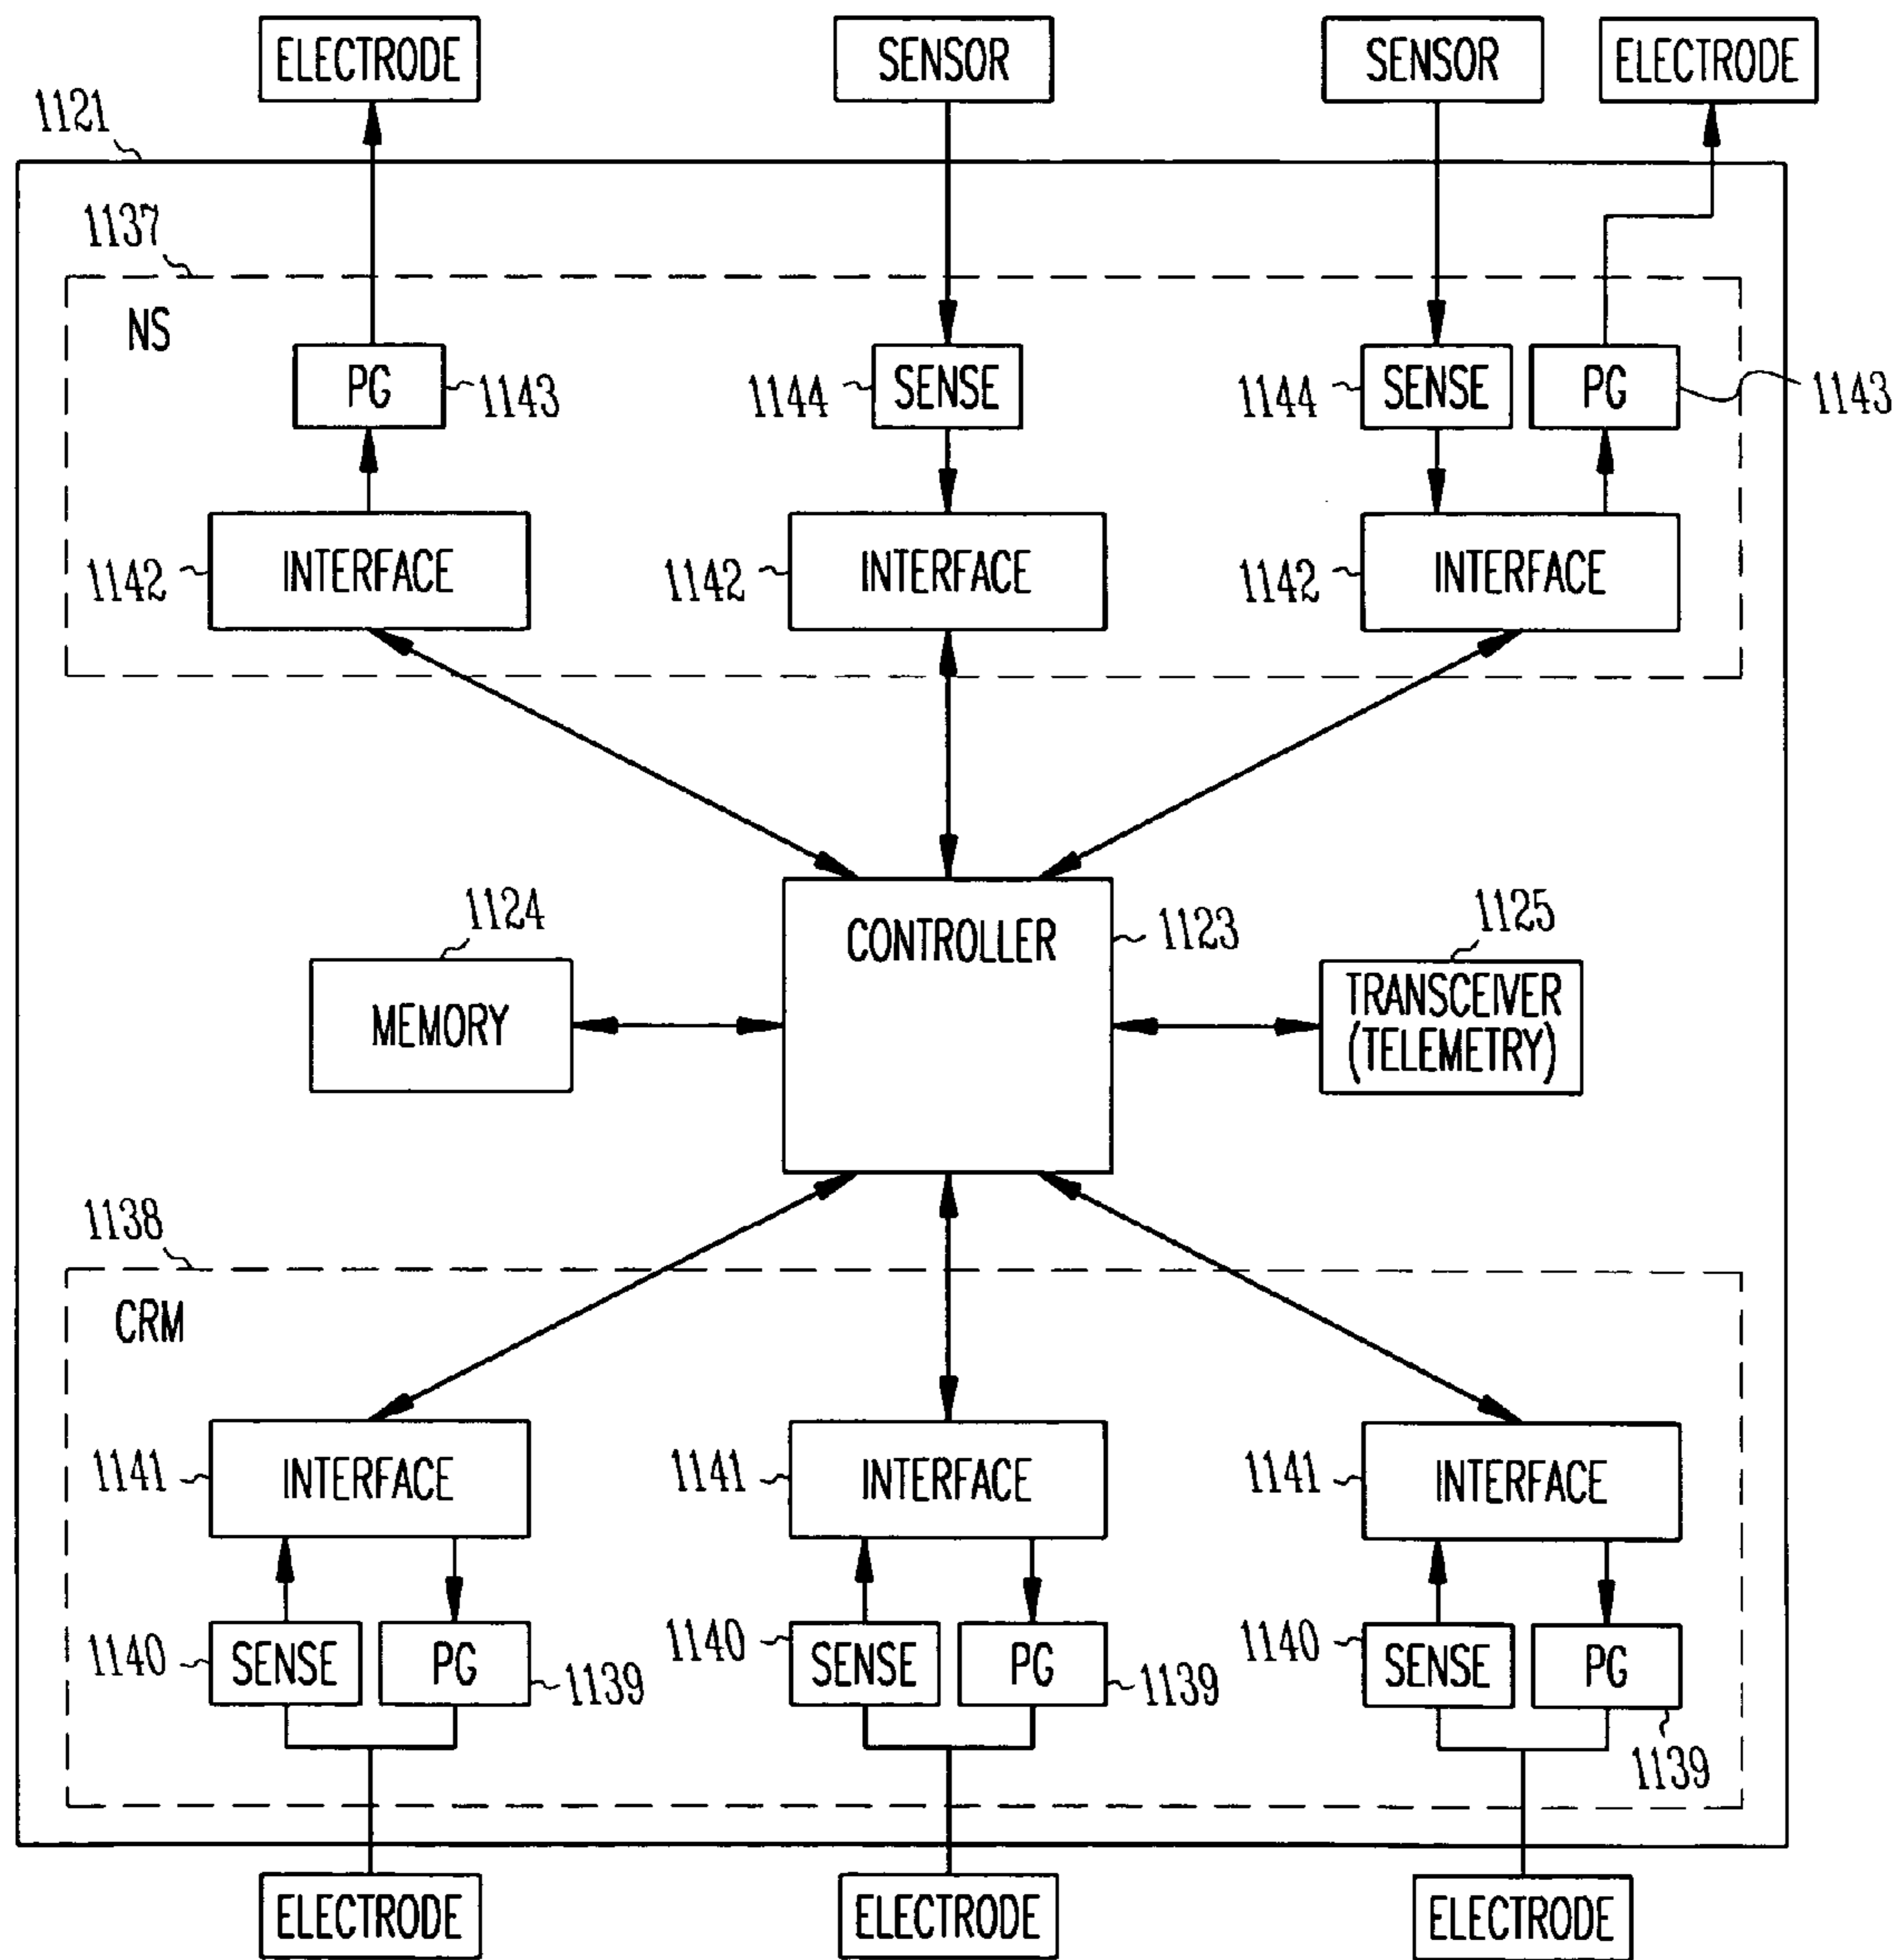 ELECTRODE
SENSOR
SENSOR
ELECTRODE
1121
1137
NS
PG
1143
1144
SENSE
1144
SENSE
PG
1143
1142
INTERFACE
1142
INTERFACE
1142
INTERFACE
1124
MEMORY
CONTROLLER
1123
1125
TRANSCEIVER
(TELEMETRY)
1138
CRM
1141
INTERFACE
1141
INTERFACE
1141
INTERFACE
1140
SENSE
PG
1139
1140
SENSE
PG
1139
1140
SENSE
PG
1139
ELECTRODE
ELECTRODE
ELECTRODE